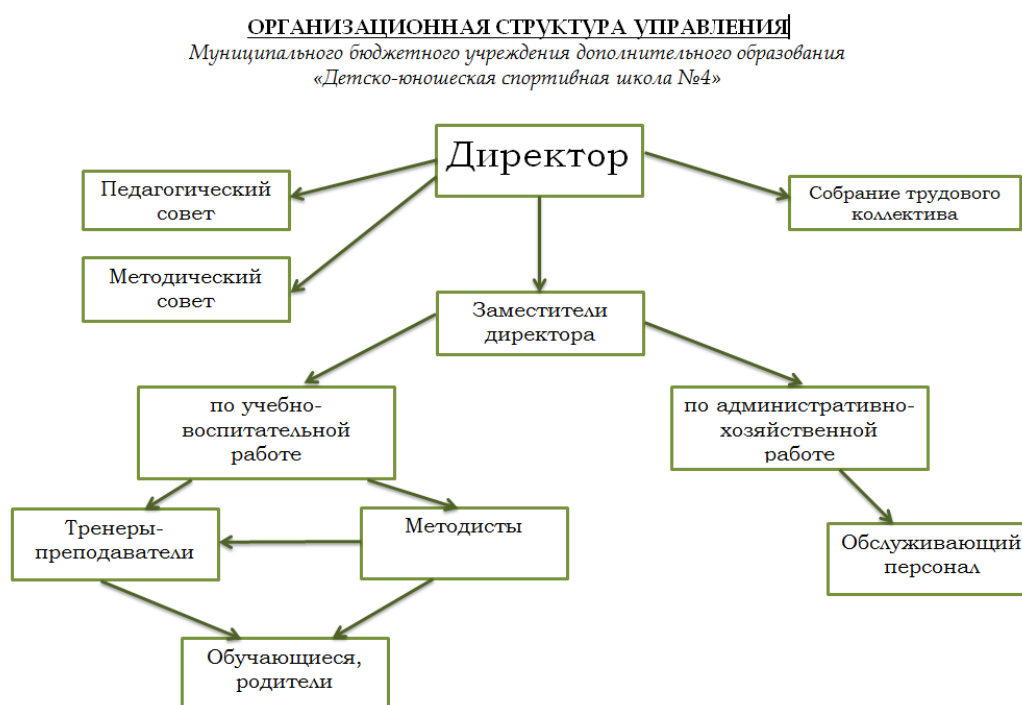 ОРГАНИЗАЦИОННАЯ СТРУКТУРА УПРАВЛЕНИЯ
Муниципального бюджетного учреждения дополнительного образования
«Детско-юношеская спортивная школа №4»
Директор
Педагогический
совет
Собрание трудового
коллектива
Методический
совет
Заместители
директора
по учебно-
воспитательной
работе
по административно-
хозяйственной
работе
Тренеры-
преподаватели
Методисты
Обслуживающий
персонал
Обучающиеся,
родители